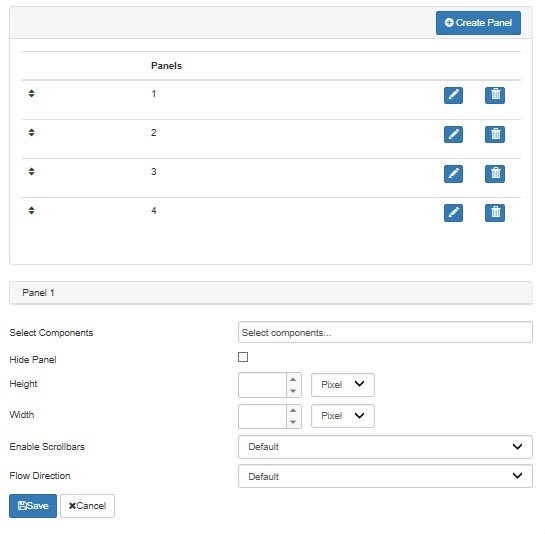 Create Panel
Panels
1
2
3
4
Panel 1
Select Components Select components...
Hide Panel
Height Pixel
Width Pixel
Enable Scrollbars Default
Flow Direction Default
Save Cancel